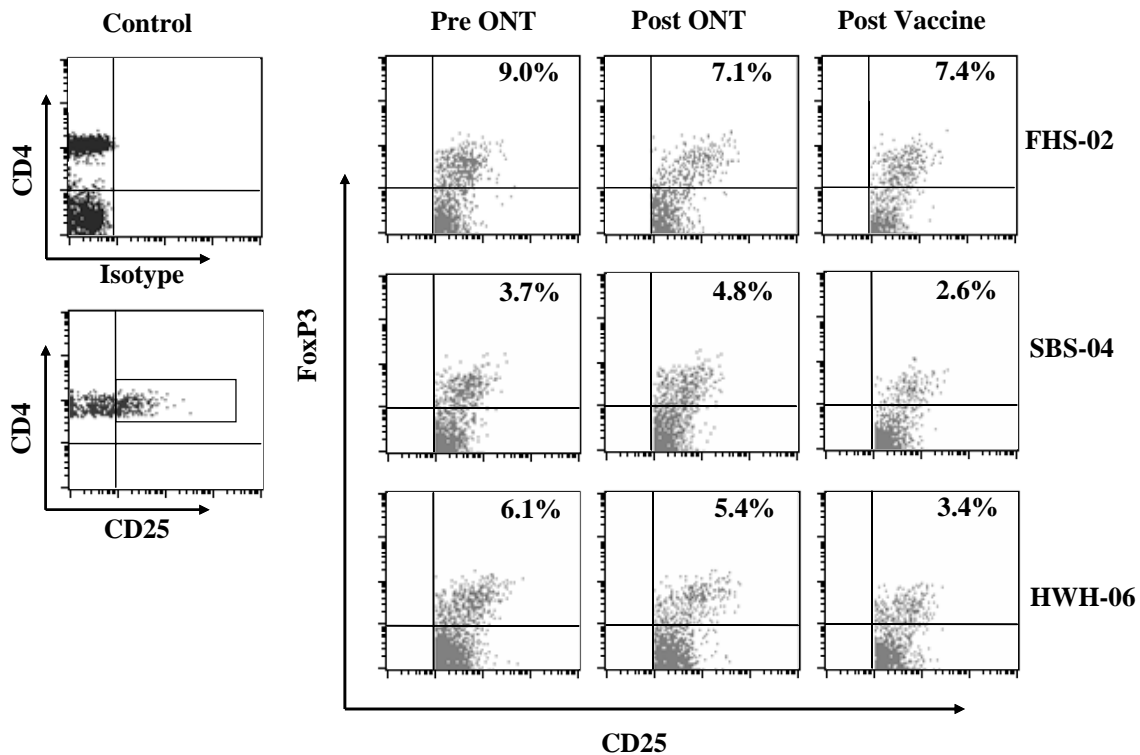 Control
Pre ONT
Post ONT
Post Vaccine
CD4
Isotype
CD4
CD25
FoxP3
9.0%
7.1%
7.4%
FHS-02
3.7%
4.8%
2.6%
SBS-04
6.1%
5.4%
3.4%
HWH-06
CD25